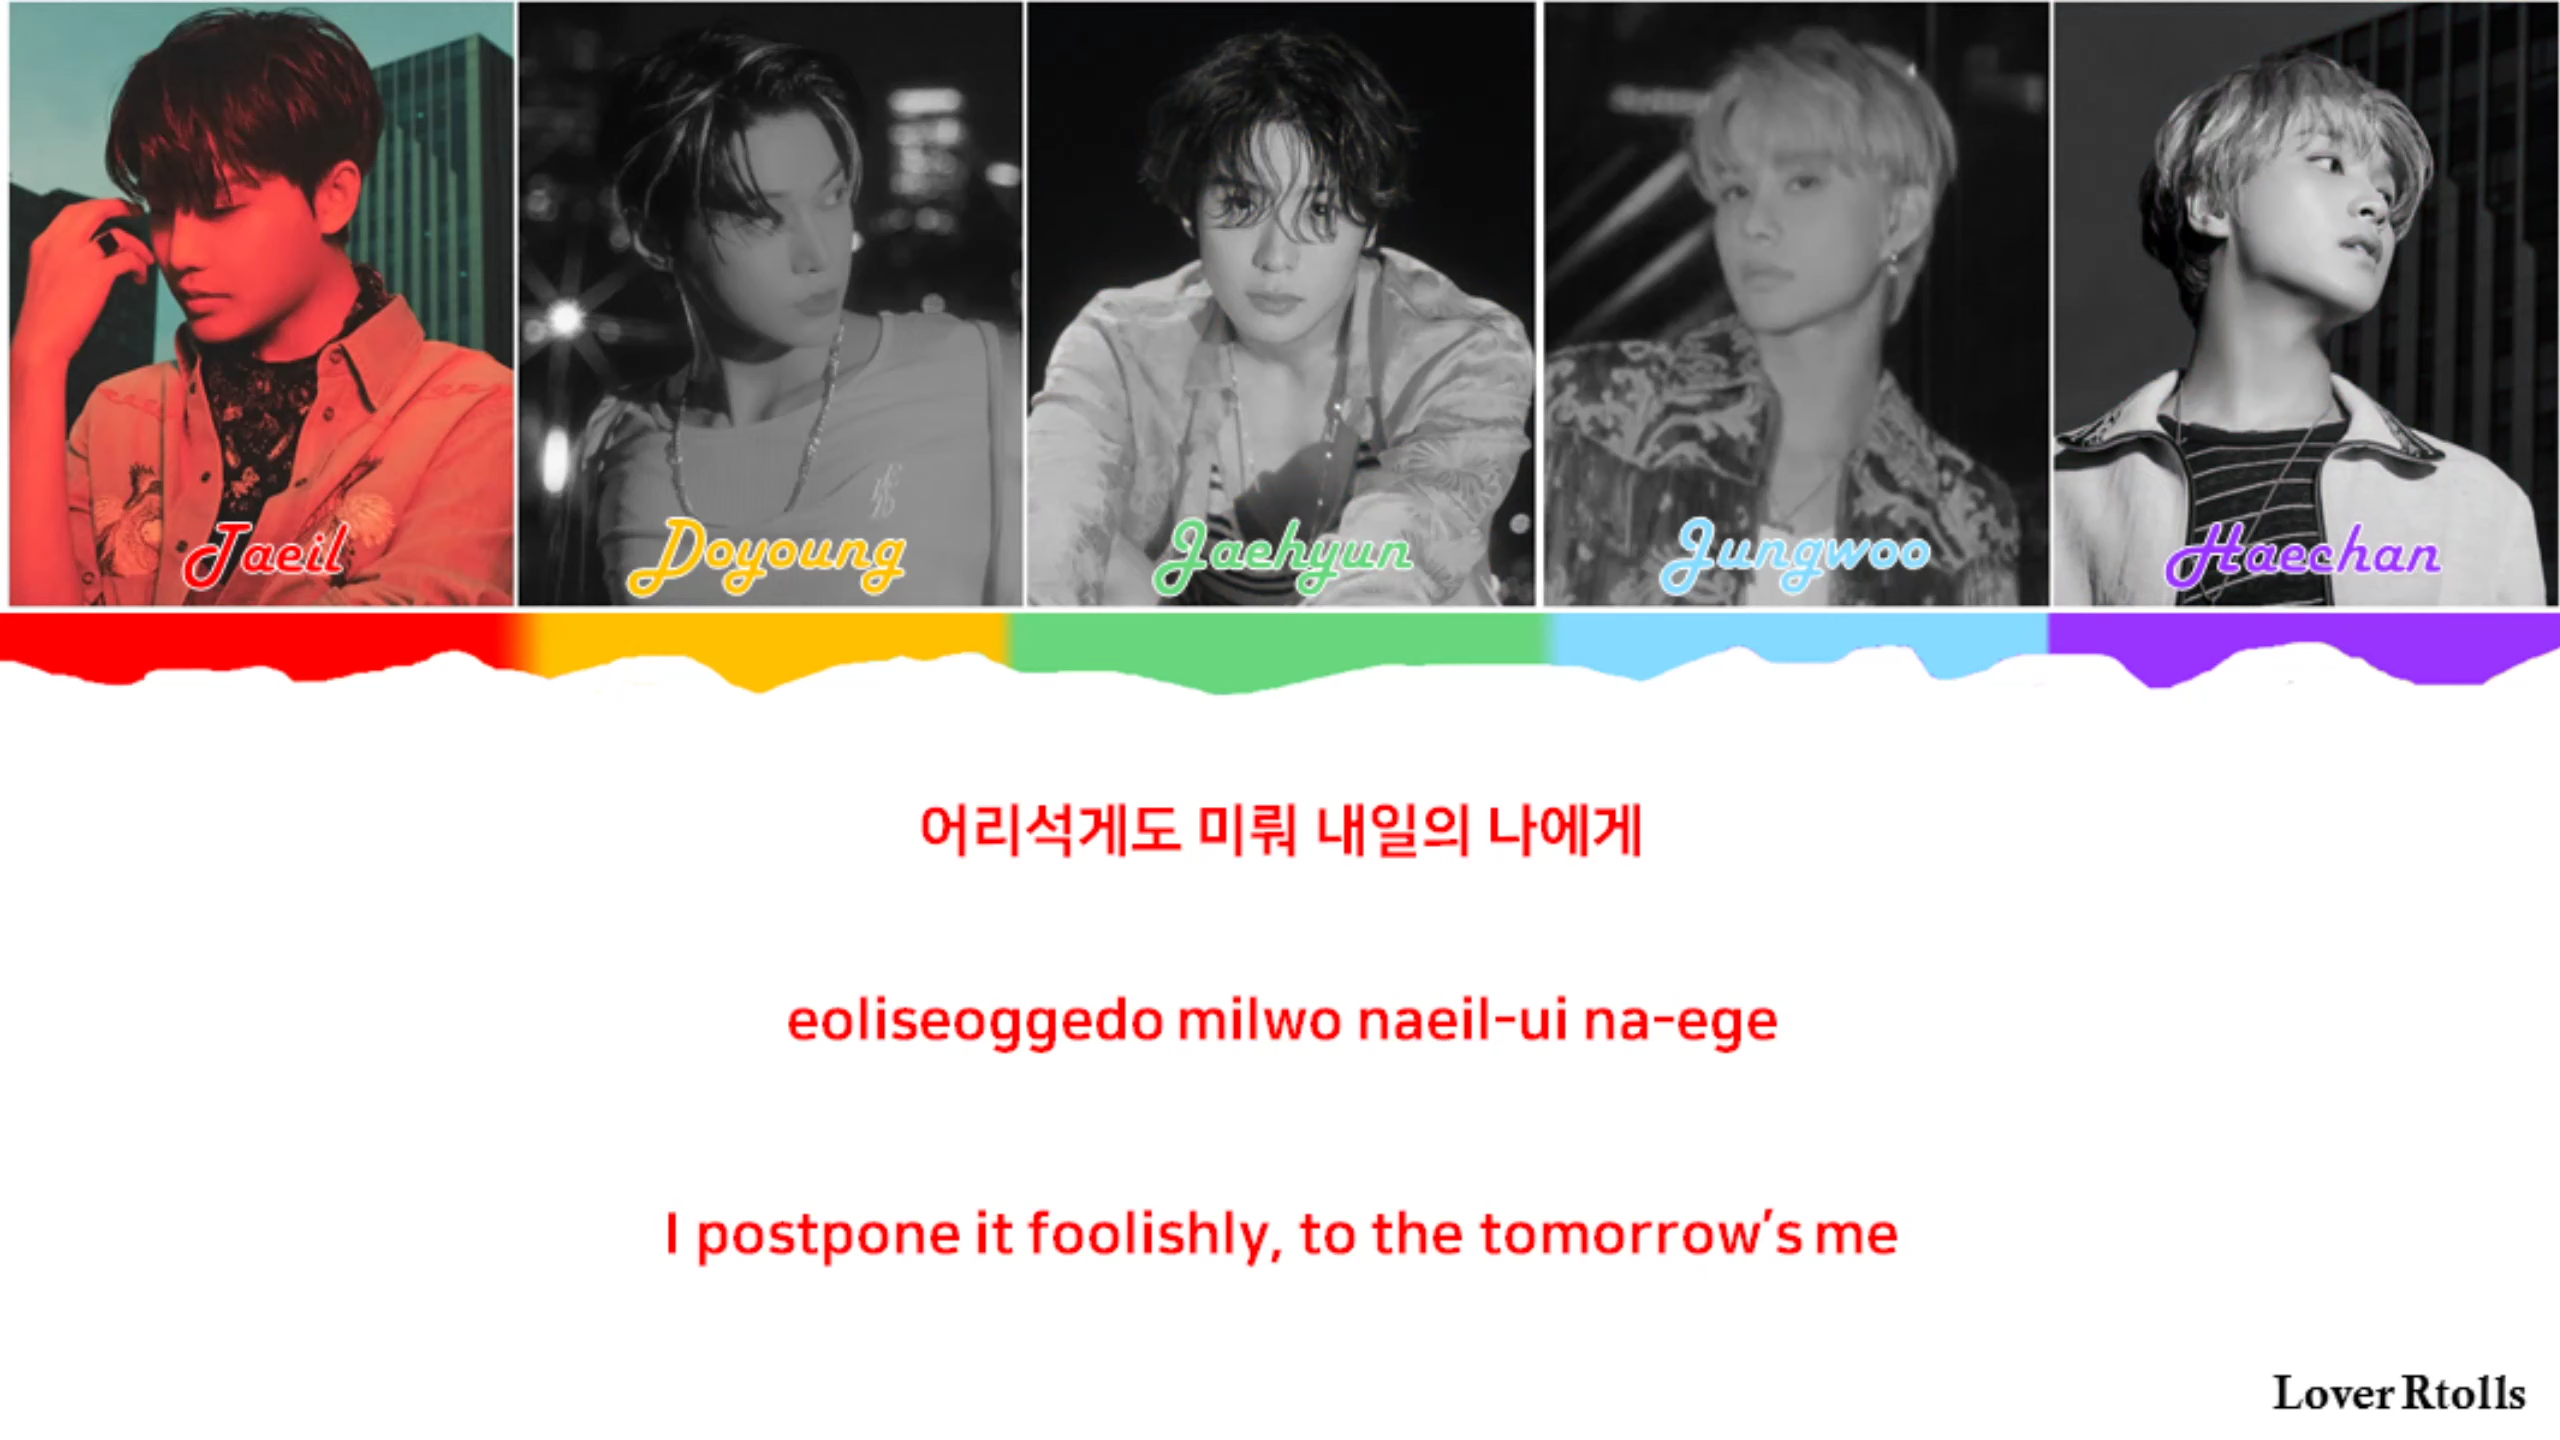 Taeil
Doyoung
Jaehyun
Jungwoo
Haechan
어리석게도 미뤄 내일의 나에게
eoliseoggedo milwo naeil-ui na-ege
I postpone it foolishly, to the tomorrow's me
Lover Rtolls